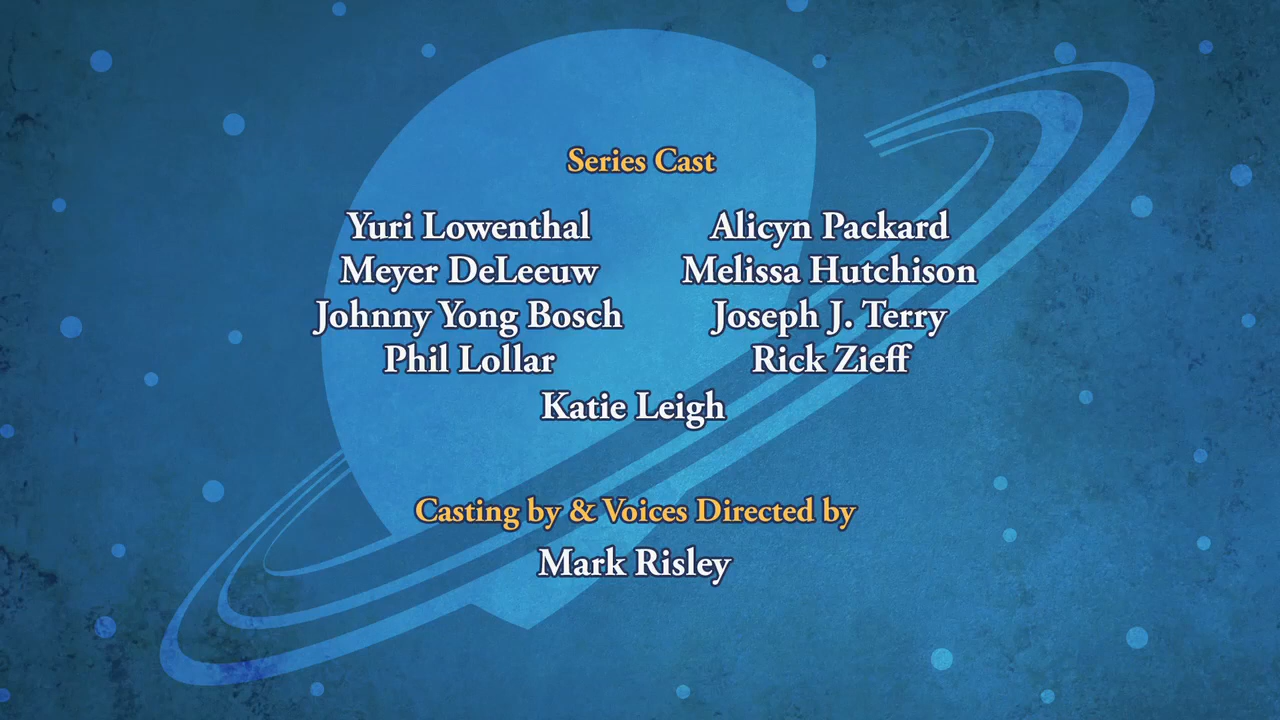 Series Cast
Yuri Lowenthal Alicyn Packard
Meyer DeLeeuw Melissa Hutchison
Johnny Yong Bosch Joseph J. Terry
Phil Lollar Rick Zieff
Katie Leigh
Casting by & Voices Directed by
Mark Risley